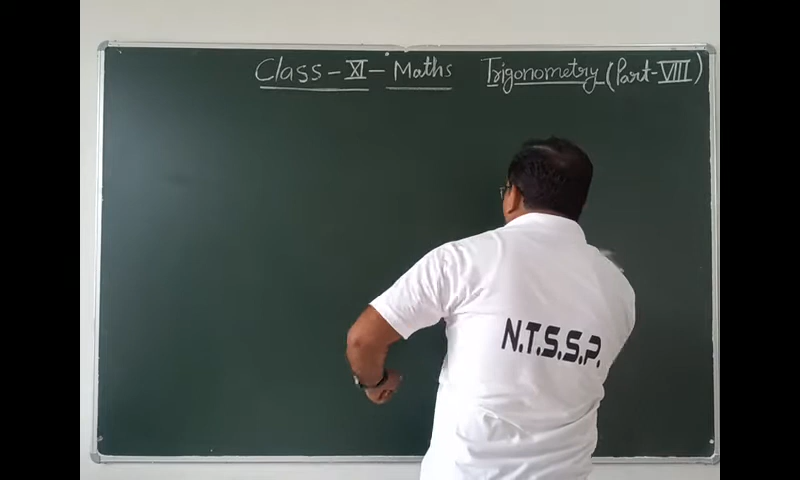 Class - XI - Maths Trigonometry (Part-VIII)
N.T.S.S.P.